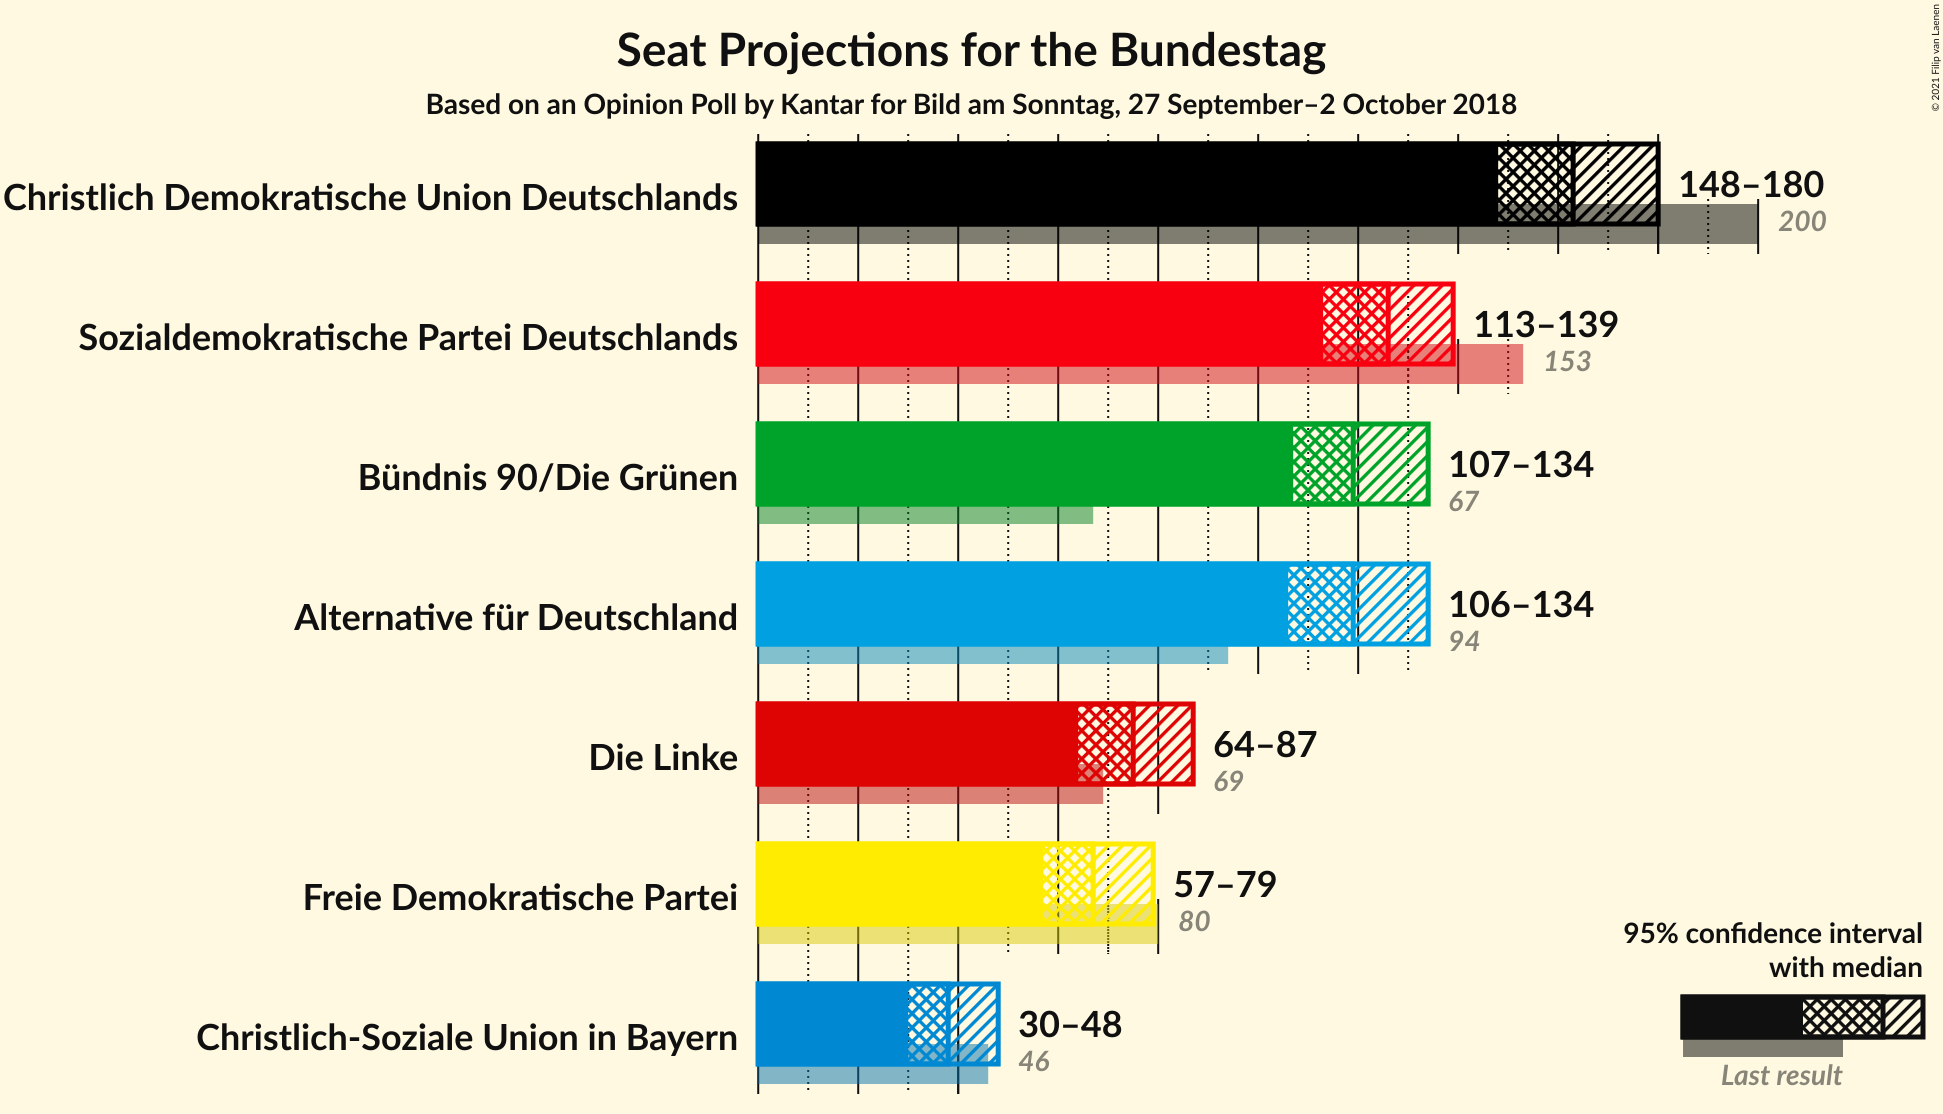 Seat Projections for the Bundestag
Based on an Opinion Poll by Kantar for Bild am Sonntag, 27 September–2 October 2018
© 2021 Filip van Laenen
Christlich Demokratische Union Deutschlands
148–180
200
Sozialdemokratische Partei Deutschlands
113–139
153
Bündnis 90/Die Grünen
107–134
67
Alternative für Deutschland
106–134
94
Die Linke
64–87
69
Freie Demokratische Partei
57–79
80
Christlich-Soziale Union in Bayern
30–48
46
95% confidence interval
with median
Last result